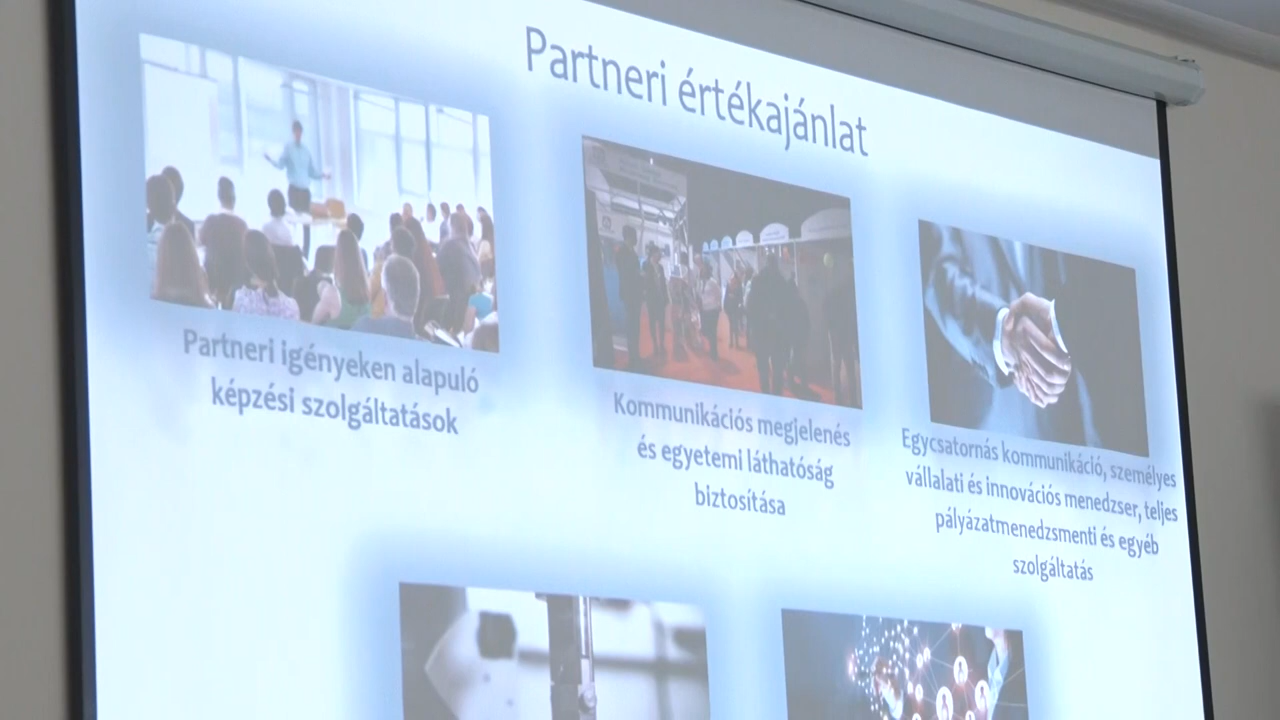 Partneri értékajánlat
Partneri igényeken alapuló
képzési szolgáltatások
Kommunikációs megjelenés
és egyetemi láthatóság
biztosítása
Egycsatornás kommunikáció, személyes
vállalati és innovációs menedzser, teljes
pályázatmenedzsmenti és egyéb
szolgáltatás